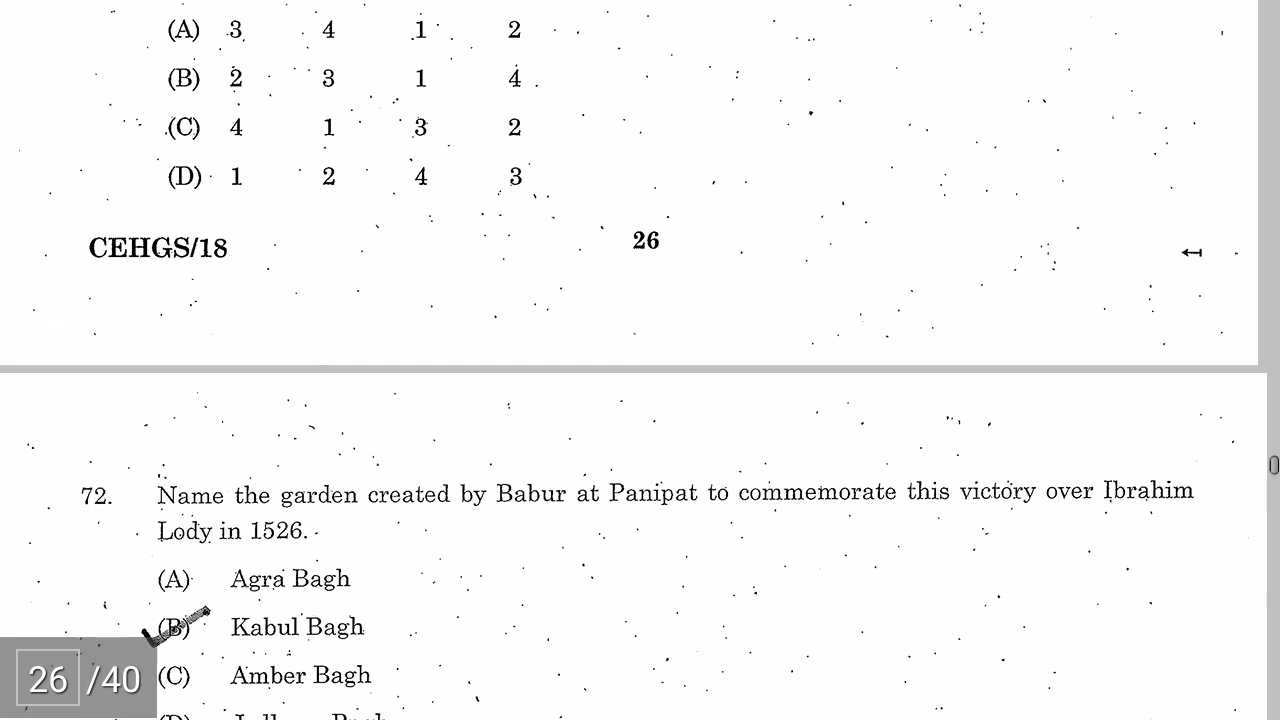 (A) 3 4 1 2
(B) 2 3 1 4
(C) 4 1 3 2
(D) 1 2 4 3
CEHGS/18 26
72. Name the garden created by Babur at Panipat to commemorate this victory over Ibrahim
Lody in 1526.
(A) Agra Bagh
(B) Kabul Bagh
(C) Amber Bagh
26 /40